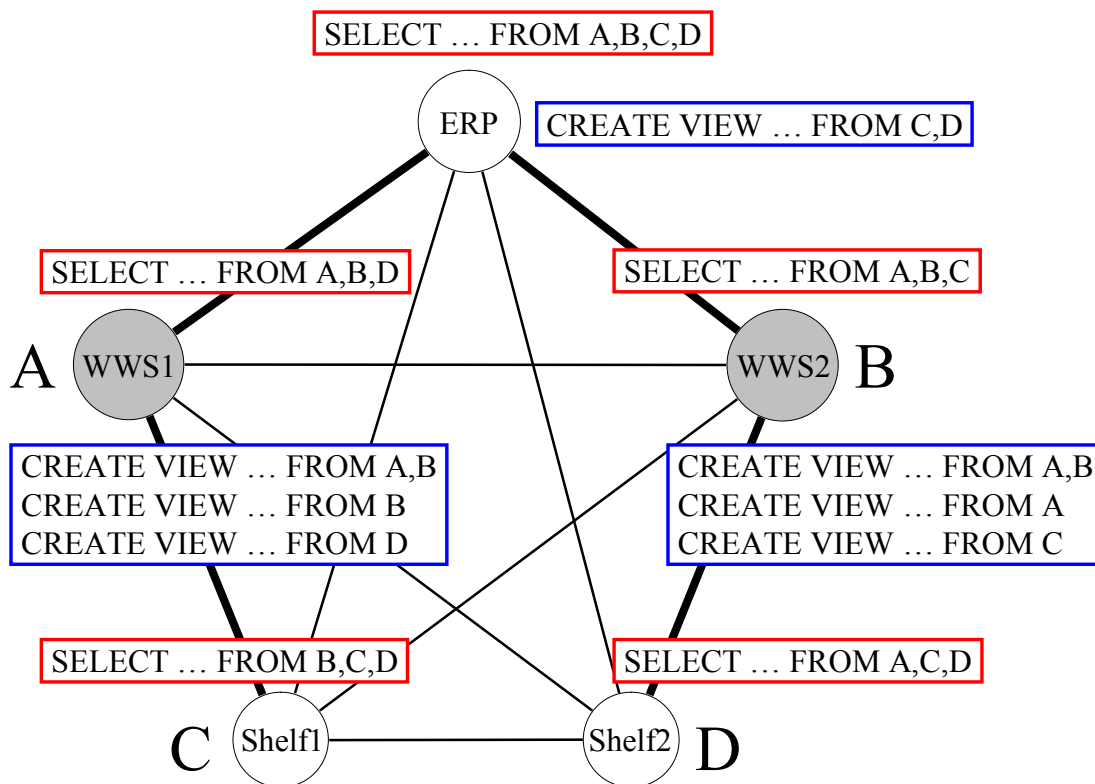 SELECT … FROM A,B,C,D
ERP
CREATE VIEW … FROM C,D
SELECT … FROM A,B,D
SELECT … FROM A,B,C
A
WWS1
WWS2
B
CREATE VIEW … FROM A,B
CREATE VIEW … FROM B
CREATE VIEW … FROM D
CREATE VIEW … FROM A,B
CREATE VIEW … FROM A
CREATE VIEW … FROM C
SELECT … FROM B,C,D
SELECT … FROM A,C,D
C
Shelf1
Shelf2
D